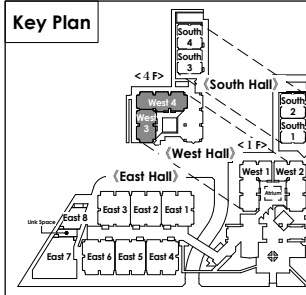 Key Plan
South
4
South
3
< 4 F >
《South Hall》
West 4
West
3
South
2
South
1
《West Hall》
< 1 F >
West 1
West 2
Atrium
《East Hall》
East 3
East 2
East 1
East 8
Link Space
East 7
East 6
East 5
East 4